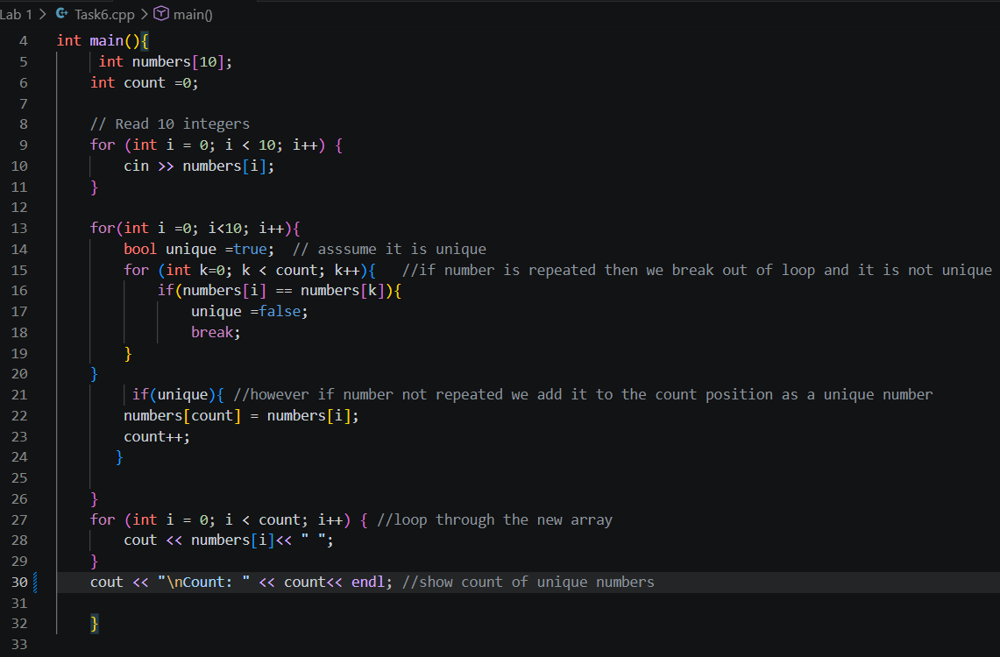 Lab 1 > Task6.cpp > main()
4 int main(){
5 int numbers[10];
6 int count =0;
7
8 // Read 10 integers
9 for (int i = 0; i < 10; i++) {
10 cin >> numbers[i];
11 }
12
13 for(int i =0; i<10; i++){
14 bool unique =true; // asssume it is unique
15 for (int k=0; k < count; k++){ //if number is repeated then we break out of loop and it is not unique
16 if(numbers[i] == numbers[k]){
17 unique =false;
18 break;
19 }
20 }
21 if(unique){ //however if number not repeated we add it to the count position as a unique number
22 numbers[count] = numbers[i];
23 count++;
24 }
25
26 }
27 for (int i = 0; i < count; i++) { //loop through the new array
28 cout << numbers[i]<< " ";
29 }
30 cout << "\nCount: " << count<< endl; //show count of unique numbers
31
32 }
33